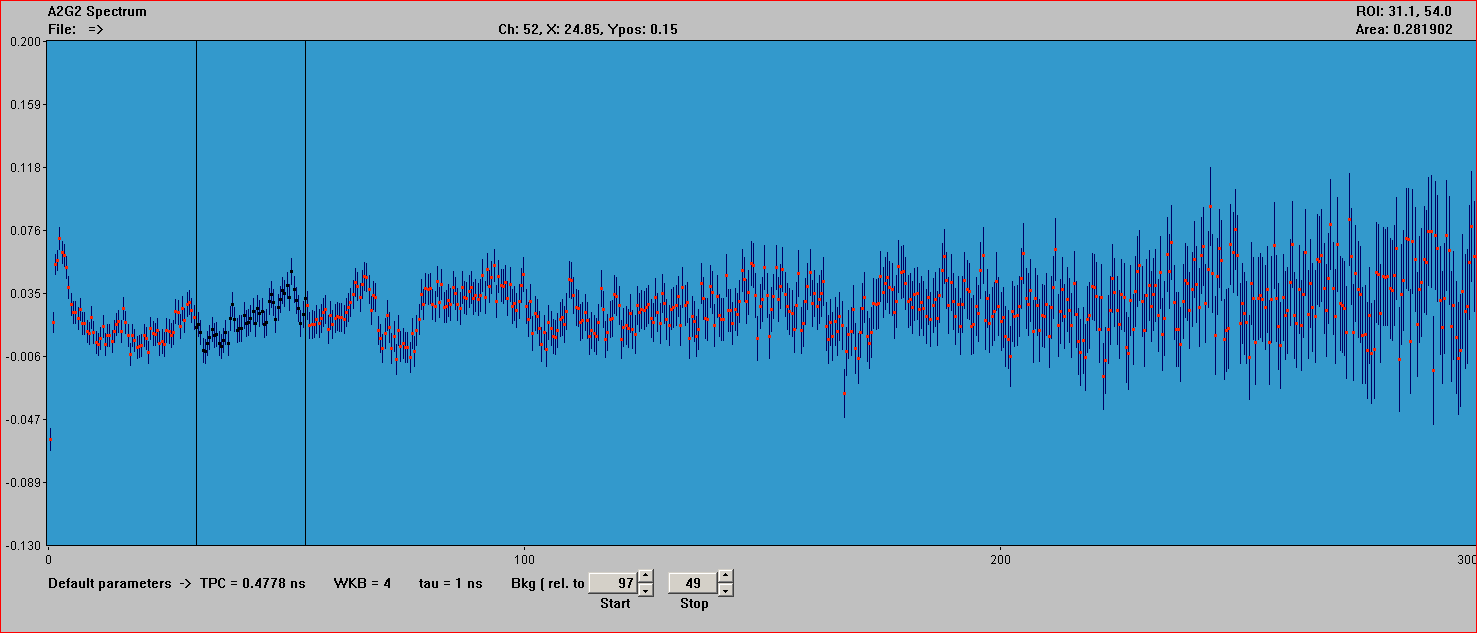 A2G2 Spectrum
ROI: 31.1, 54.0
File: =>
Ch: 52, X: 24.85, Ypos: 0.15
Area: 0.281902
0.200
0.159
0.118
0.076
0.035
-0.006
-0.047
-0.089
-0.130
0 100 200 300
Default parameters -> TPC = 0.4778 ns WKB = 4 tau = 1 ns Bkg ( rel. to 97 49
Start Stop